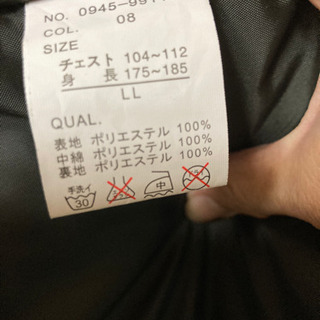 NO. 0945-991
COL. 08
SIZE
チェスト 104~112
身 長 175~185
LL
QUAL.
表地 ポリエステル 100%
中綿 ポリエステル 100%
裏地 ポリエステル 100%
手洗イ 中
30